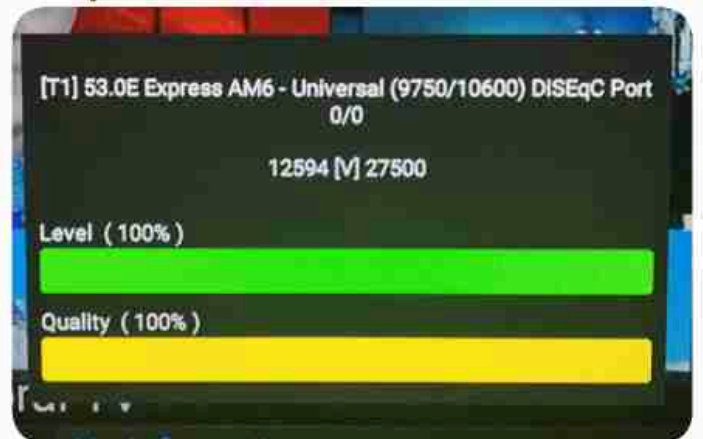 [T1] 53.0E Express AM6 - Universal (9750/10600) DISEqC Port
0/0
12594 [V] 27500
Level ( 100% )
Quality ( 100% )